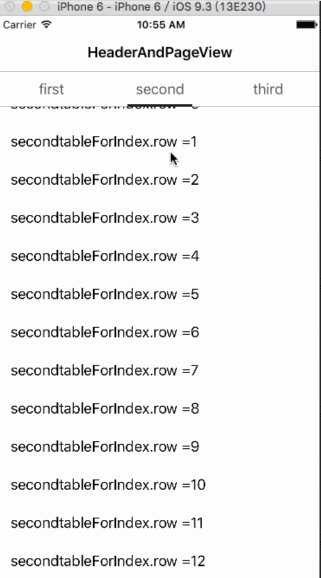 iPhone 6 - iPhone 6 / iOS 9.3 (13E230)
Carrier 10:55 AM
HeaderAndPageView
first second third
secondtableForIndex.row =1
secondtableForIndex.row =2
secondtableForIndex.row =3
secondtableForIndex.row =4
secondtableForIndex.row =5
secondtableForIndex.row =6
secondtableForIndex.row =7
secondtableForIndex.row =8
secondtableForIndex.row =9
secondtableForIndex.row =10
secondtableForIndex.row =11
secondtableForIndex.row =12